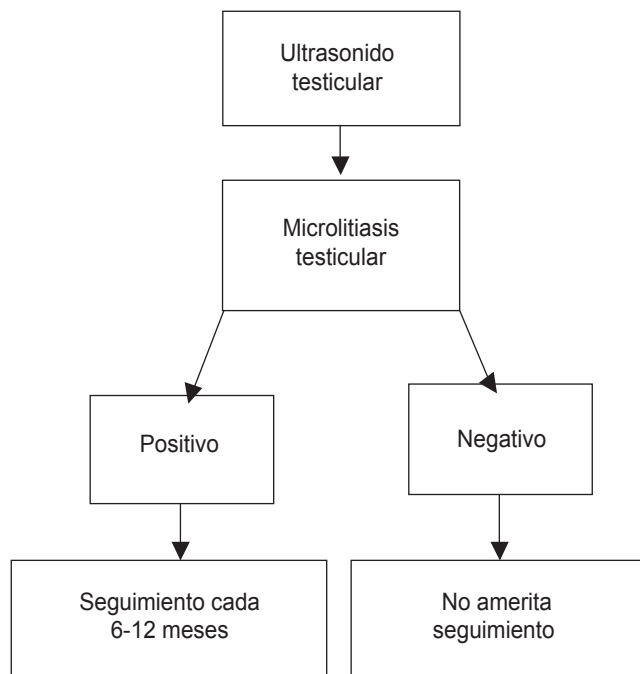 Ultrasonido
testicular
Microlitiasis
testicular
Positivo
Negativo
Seguimiento cada
6-12 meses
No amerita
seguimiento